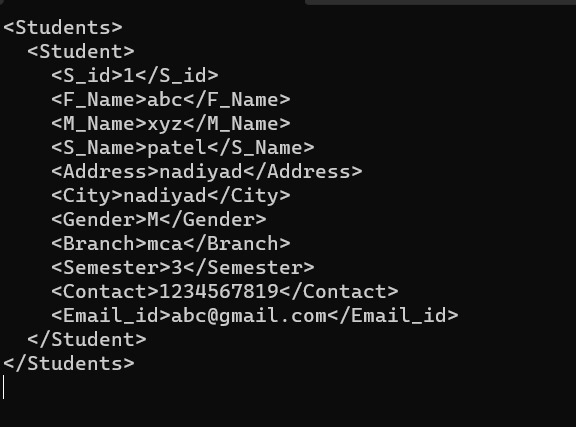 <Students>
  <Student>
    <S_id>1</S_id>
    <F_Name>abc</F_Name>
    <M_Name>xyz</M_Name>
    <S_Name>patel</S_Name>
    <Address>nadiyad</Address>
    <City>nadiyad</City>
    <Gender>M</Gender>
    <Branch>mca</Branch>
    <Semester>3</Semester>
    <Contact>1234567819</Contact>
    <Email_id>abc@gmail.com</Email_id>
  </Student>
</Students>